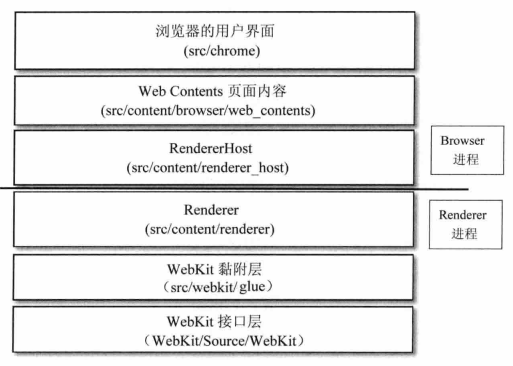 浏览器的用户界面
(src/chrome)
Web Contents 页面内容
(src/content/browser/web_contents)
RendererHost
(src/content/renderer_host)
Browser
进程
Renderer
(src/content/renderer)
Renderer
进程
WebKit 黏附层
（src/webkit/glue）
WebKit 接口层
（WebKit/Source/WebKit）